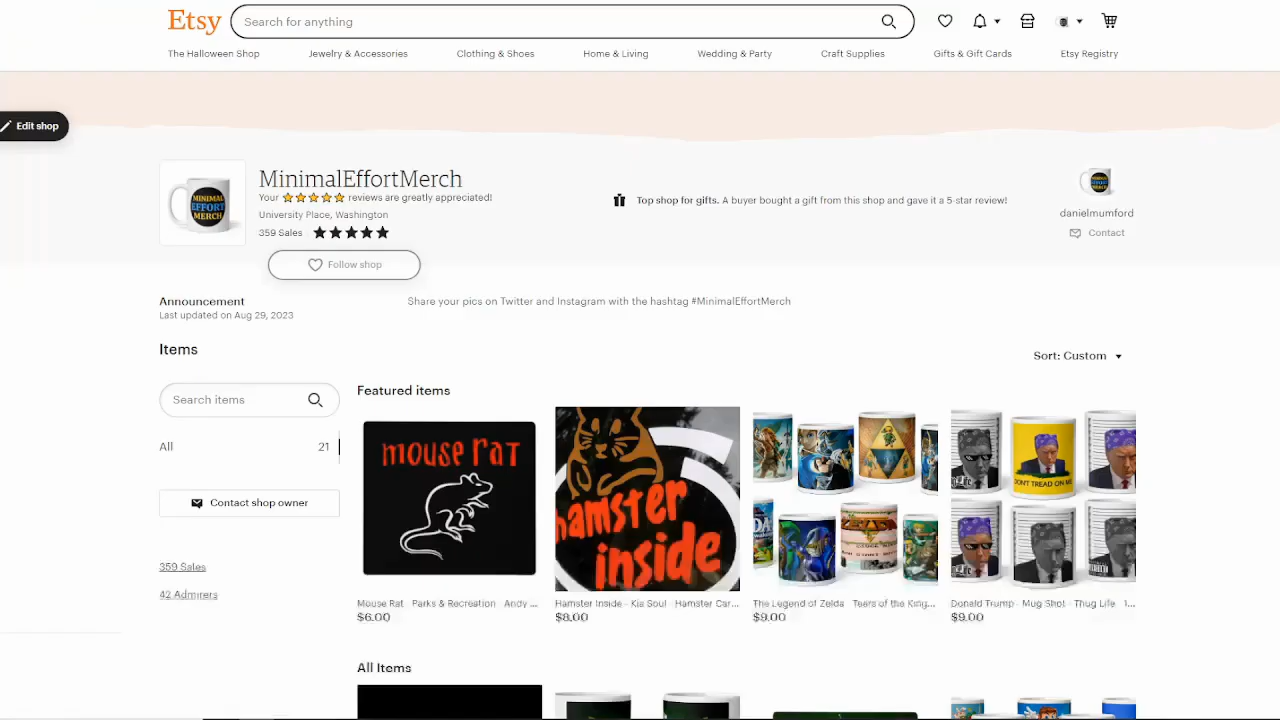 Etsy
Search for anything
The Halloween Shop
Jewelry & Accessories
Clothing & Shoes
Home & Living
Wedding & Party
Craft Supplies
Gifts & Gift Cards
Etsy Registry
Edit shop
MINIMAL
EFFORT
MERCH
MinimalEffortMerch
Your ⭐⭐⭐⭐⭐ reviews are greatly appreciated!
University Place, Washington
359 Sales ★★★★★
Follow shop
Top shop for gifts. A buyer bought a gift from this shop and gave it a 5-star review!
danielmumford
Contact
Announcement
Last updated on Aug 29, 2023
Share your pics on Twitter and Instagram with the hashtag #MinimalEffortMerch
Items
Sort: Custom
Search items
All 21
Contact shop owner
359 Sales
42 Admirers
Featured items
mouse rat
hamster
inside
DON'T TREAD ON ME
Mouse Rat - Parks & Recreation - Andy ...
$6.00
Hamster Inside - Kia Soul - Hamster Car...
$8.00
The Legend of Zelda - Tears of the King...
$9.00
Donald Trump - Mug Shot - Thug Life - 1...
$9.00
All Items